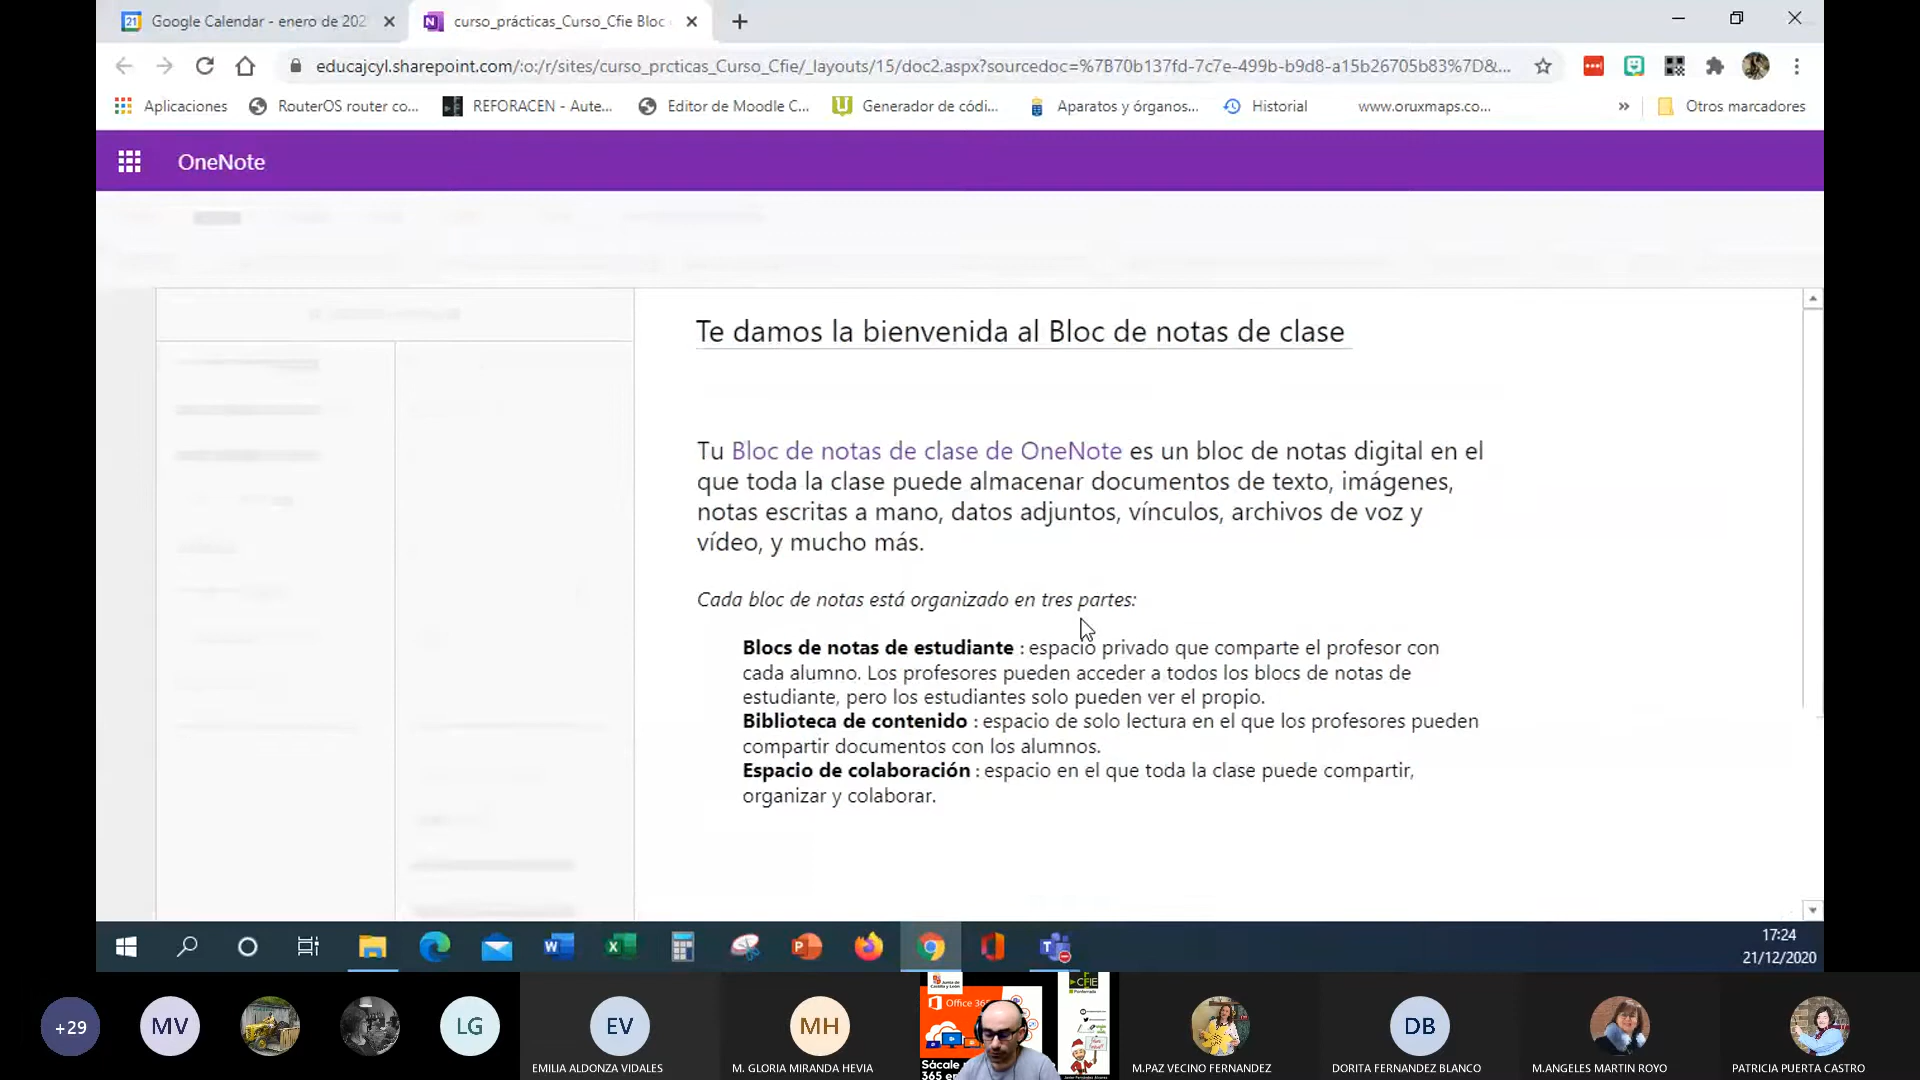 Google Calendar - enero de 202
curso_prácticas_Curso_Cfie Bloc
educajcyl.sharepoint.com/:o:/r/sites/curso_prcticas_Curso_Cfie/_layouts/15/doc2.aspx?sourcedoc=%7B70b137fd-7c7e-499b-b9d8-a15b26705b83%7D&...
Aplicaciones RouterOS router co... REFORACEN - Aute... Editor de Moodle C... Generador de códi... Aparatos y órganos... Historial www.oruxmaps.co... » Otros marcadores
OneNote
Te damos la bienvenida al Bloc de notas de clase
Tu Bloc de notas de clase de OneNote es un bloc de notas digital en el
que toda la clase puede almacenar documentos de texto, imágenes,
notas escritas a mano, datos adjuntos, vínculos, archivos de voz y
vídeo, y mucho más.
Cada bloc de notas está organizado en tres partes:
Blocs de notas de estudiante : espacio privado que comparte el profesor con
cada alumno. Los profesores pueden acceder a todos los blocs de notas de
estudiante, pero los estudiantes solo pueden ver el propio.
Biblioteca de contenido : espacio de solo lectura en el que los profesores pueden
compartir documentos con los alumnos.
Espacio de colaboración : espacio en el que toda la clase puede compartir,
organizar y colaborar.
17:24
21/12/2020
+29 MV LG EV MH DB
Office 365
CFIE
Sácale
365 en
EMILIA ALDONZA VIDALES
M. GLORIA MIRANDA HEVIA
M.PAZ VECINO FERNANDEZ
DORITA FERNANDEZ BLANCO
M.ANGELES MARTIN ROYO
PATRICIA PUERTA CASTRO